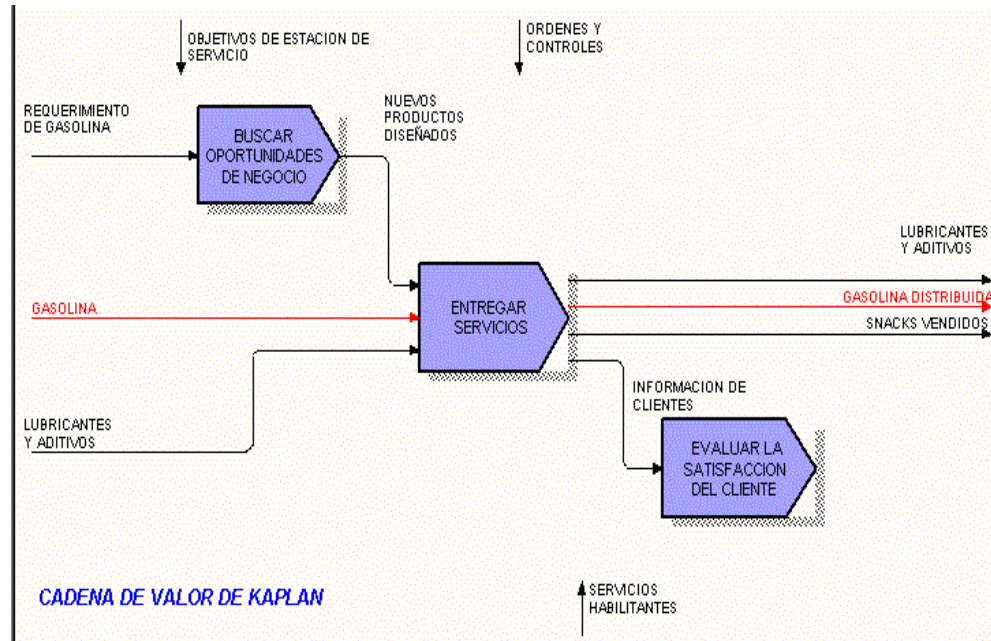 OBJETIVOS DE ESTACION DE
SERVICIO
ORDENES Y
CONTROLES
REQUERIMIENTO
DE GASOLINA
BUSCAR
OPORTUNIDADES
DE NEGOCIO
NUEVOS
PRODUCTOS
DISEÑADOS
LUBRICANTES
Y ADITIVOS
GASOLINA
ENTREGAR
SERVICIOS
GASOLINA DISTRIBUIDA
SNACKS VENDIDOS
INFORMACION DE
CLIENTES
LUBRICANTES
Y ADITIVOS
EVALUAR LA
SATISFACCION
DEL CLIENTE
CADENA DE VALOR DE KAPLAN
SERVICIOS
HABILITANTES